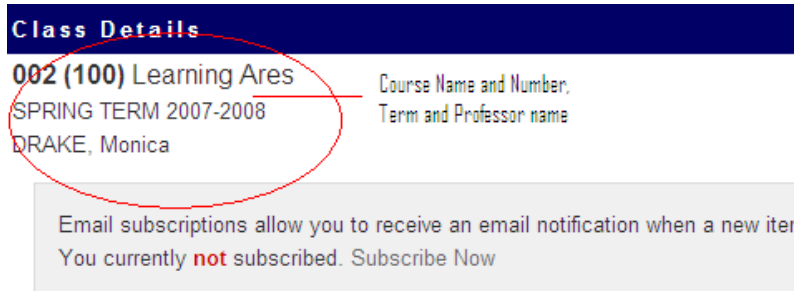 Class Details
002 (100) Learning Ares
SPRING TERM 2007-2008
DRAKE, Monica
Course Name and Number,
Term and Professor name
Email subscriptions allow you to receive an email notification when a new
You currently not subscribed. Subscribe Now